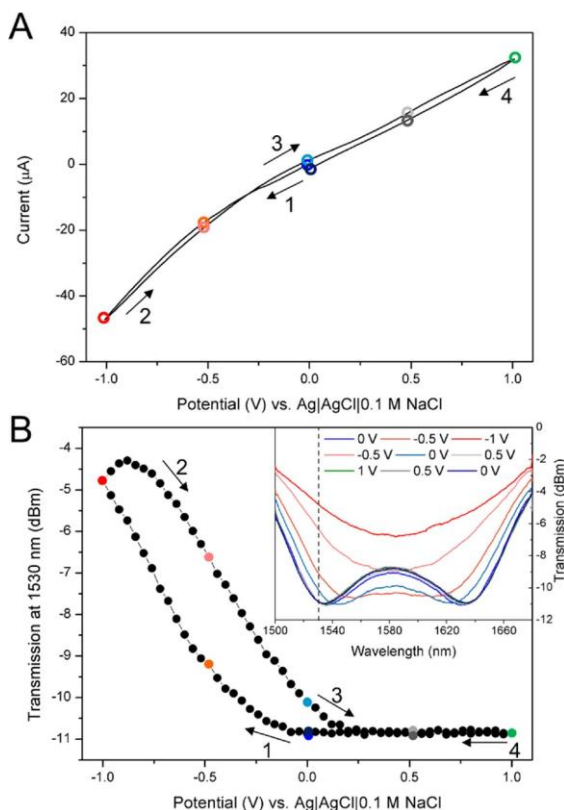 A
40
20
0
-20
-40
-60
Current (μA)
1
2
3
4
-1.0 -0.5 0.0 0.5 1.0
Potential (V) vs. Ag|AgCl|0.1 M NaCl
B
-4
-5
-6
-7
-8
-9
-10
-11
Transmission at 1530 nm (dBm)
2
3
1
4
0 V -0.5 V -1 V
-0.5 V 0 V 0.5 V
1 V 0.5 V 0 V
0
-2
-4
-6
-8
-10
-12
Transmission (dBm)
1500 1540 1580 1620 1660
Wavelength (nm)
-1.0 -0.5 0.0 0.5 1.0
Potential (V) vs. Ag|AgCl|0.1 M NaCl